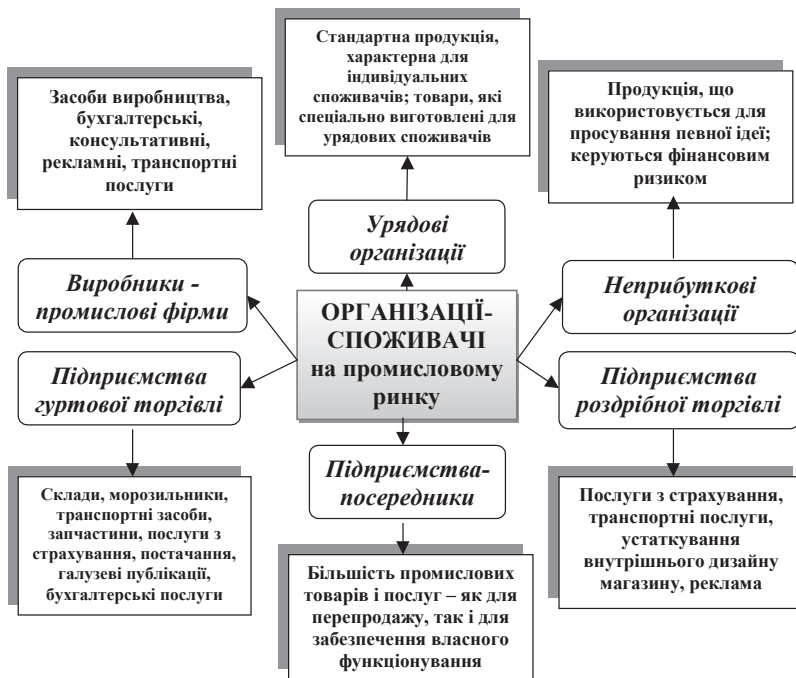 Стандартна продукція,
характерна для
індивідуальних
споживачів; товари, які
спеціально виготовлені для
урядових споживачів
Засоби виробництва,
бухгалтерські,
консультативні,
рекламні, транспортні
послуги
Продукція, що
використовується для
просування певної ідеї;
керуються фінансовим
ризиком
Урядові
організації
Виробники -
промислові фірми
Неприбуткові
організації
ОРГАНІЗАЦІЇ-
СПОЖИВАЧІ
на промисловому
ринку
Підприємства
гуртової торгівлі
Підприємства
роздрібної торгівлі
Підприємства-
посередники
Склади, морозильники,
транспортні засоби,
запчастини, послуги з
страхування, постачання,
галузеві публікації,
бухгалтерські послуги
Більшість промислових
товарів і послуг – як для
перепродажу, так і для
забезпечення власного
функціонування
Послуги з страхування,
транспортні послуги,
устаткування
внутрішнього дизайну
магазину, реклама